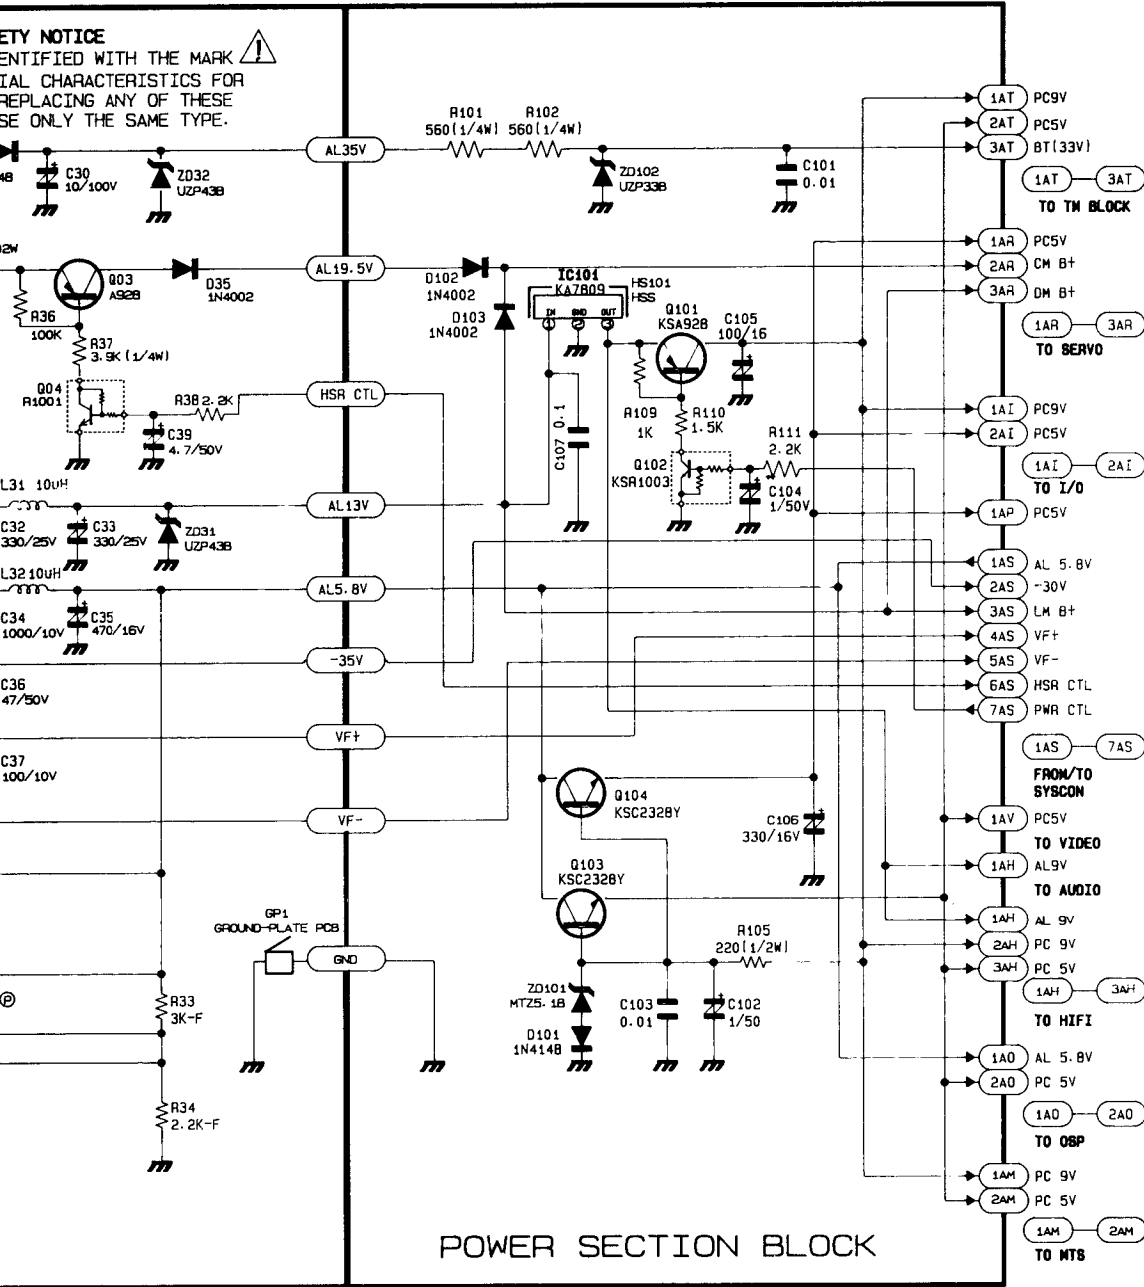 ETY NOTICE
ENTIFIED WITH THE MARK
IAL CHARACTERISTICS FOR
REPLACING ANY OF THESE
SE ONLY THE SAME TYPE.
C30
10/100V
ZD32
UZP43B
AL35V
R101
560(1/4W)
R102
560(1/4W)
ZD102
UZP33B
C101
0.01
1AT PC9V
2AT PC5V
3AT BT(33V)
1AT 3AT
TO TM BLOCK
Q03
A928
R36
100K
D35
1N4002
AL19.5V
D102
1N4002
D103
1N4002
IC101
KA7809
HS101
HSS
IN GND OUT
1 2 3
Q101
KSA928
C105
100/16
1AR PC5V
2AR CM B+
3AR DM B+
1AR 3AR
TO SERVO
R37
3.9K(1/4W)
Q04
R1001
R38 2.2K
C39
4.7/50V
HSR CTL
C107 0.1
R109
1K
R110
1.5K
Q102
KSR1003
R111
2.2K
C104
1/50V
1AI PC9V
2AI PC5V
1AI 2AI
TO I/O
1AP PC5V
L31 10UH
C32
330/25V
C33
330/25V
ZD31
UZP43B
AL13V
L32 10UH
C34
1000/10V
C35
470/16V
AL5.8V
1AS AL 5.8V
2AS -30V
3AS LM B+
4AS VF+
5AS VF-
6AS HSR CTL
7AS PWR CTL
1AS 7AS
FROM/TO
SYSCON
C36
47/50V
-35V
C37
100/10V
VF+
VF-
Q104
KSC2328Y
C106
330/16V
Q103
KSC2328Y
1AV PC5V
TO VIDEO
1AH AL9V
TO AUDIO
1AH AL 9V
2AH PC 9V
3AH PC 5V
1AH 3AH
TO HIFI
GP1
GROUND-PLATE PCB
GND
R105
220(1/2W)
ZD101
MTZ5.1B
D101
1N4148
C103
0.01
C102
1/50
P
R33
3K-F
R34
2.2K-F
1AO AL 5.8V
2AO PC 5V
1AO 2AO
TO OSP
1AM PC 9V
2AM PC 5V
1AM 2AM
TO MTS
POWER SECTION BLOCK